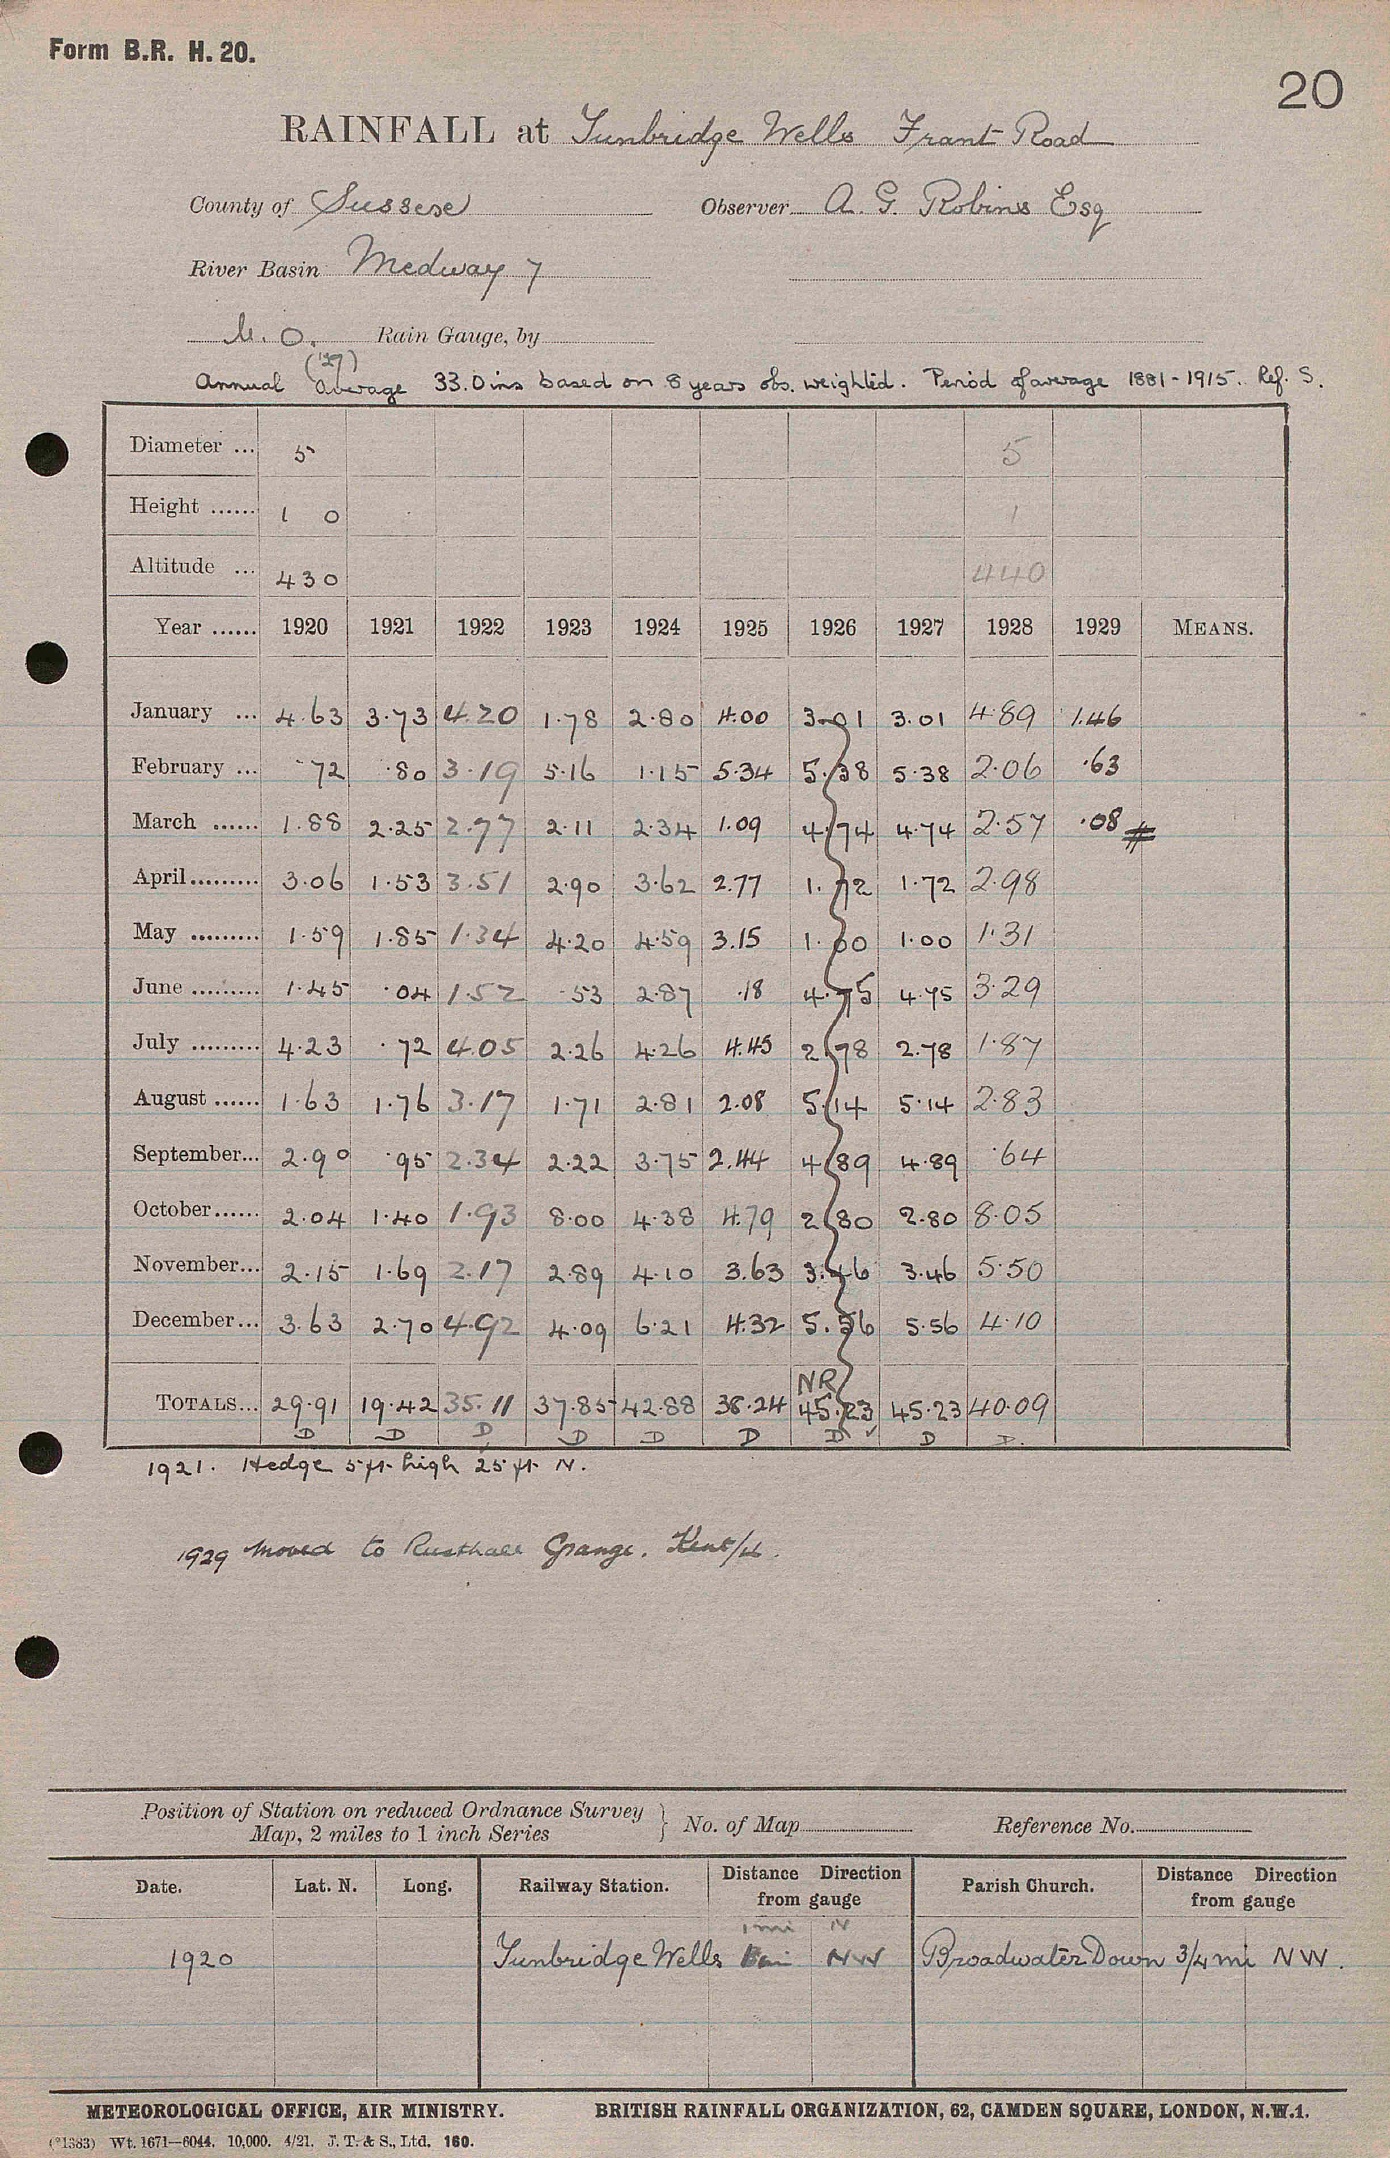 Form B.R. H. 20.
20
RAINFALL at Tunbridge Wells Frant Road
County of Sussex Observer A. G. Robins Esq
River Basin Medway 7
M. O. Rain Gauge, by
('27)
Annual Average 33.0 ins based on 8 years obs. weighted. Period of average 1881-1915. Ref. S.
Diameter ... 5 5
Height ...... 1 0 1
Altitude ... 430 440
Year ...... 1920 1921 1922 1923 1924 1925 1926 1927 1928 1929 MEANS.
January ... 4.63 3.73 4.20 1.78 2.80 4.00 3.01 3.01 4.89 1.46
February ... .72 .80 3.19 5.16 1.15 5.34 5.38 5.38 2.06 .63
March ...... 1.88 2.25 2.77 2.11 2.34 1.09 4.74 4.74 2.57 .08 #
April ......... 3.06 1.53 3.51 2.90 3.62 2.77 1.72 1.72 2.98
May ......... 1.59 1.85 1.34 4.20 4.59 3.15 1.00 1.00 1.31
June ......... 1.45 .04 1.52 .53 2.87 .18 4.75 4.75 3.29
July ......... 4.23 .72 4.05 2.26 4.26 4.45 2.78 2.78 1.87
August ...... 1.63 1.76 3.17 1.71 2.81 2.08 5.14 5.14 2.83
September... 2.90 .95 2.34 2.22 3.75 2.44 4.89 4.89 .64
October...... 2.04 1.40 1.93 8.00 4.38 4.79 2.80 2.80 8.05
November... 2.15 1.69 2.17 2.89 4.10 3.63 3.46 3.46 5.50
December... 3.63 2.70 4.92 4.09 6.21 4.32 5.56 5.56 4.10
NR
TOTALS... 29.91 19.42 35.11 37.85 42.88 38.24 45.23 45.23 40.09
D D D D D D D ✓ D D.
1921. Hedge 5 ft. high 25 ft N.
1929 moved to Rusthall Grange. Kent/4.
Position of Station on reduced Ordnance Survey
Map, 2 miles to 1 inch Series } No. of Map Reference No.
Date. Lat. N. Long. Railway Station. Distance Direction from gauge Parish Church. Distance Direction from gauge
1 mi N
1920 Tunbridge Wells NW Broadwater Down 3/4 mi NW.
METEOROLOGICAL OFFICE, AIR MINISTRY. BRITISH RAINFALL ORGANIZATION, 62, CAMDEN SQUARE, LONDON, N.W.1.
(*1383) Wt. 1671—6044. 10,000. 4/21. J. T. & S., Ltd. 160.